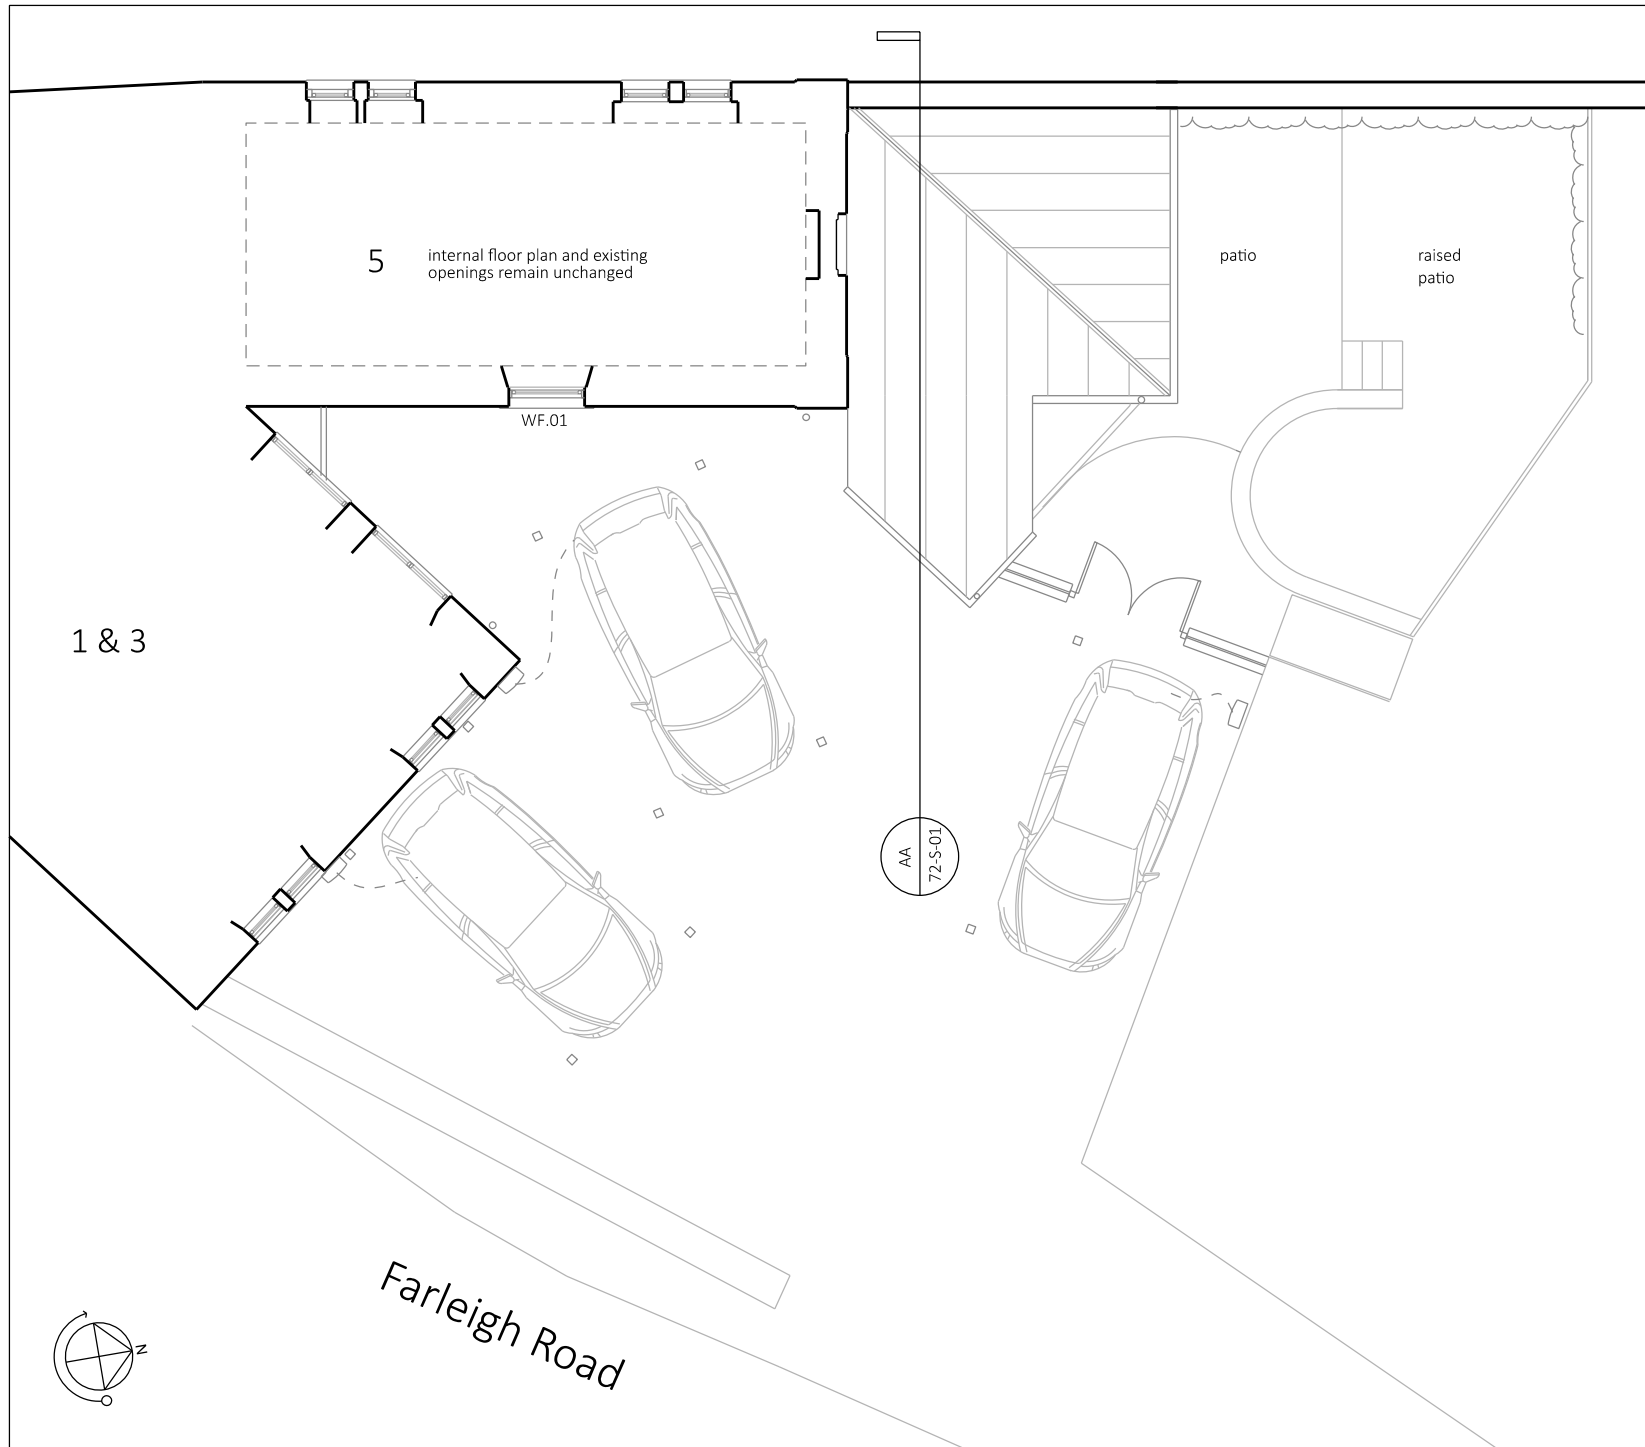 5
internal floor plan and existing
openings remain unchanged
patio
raised
patio
WF.01
1 & 3
AA
72-S-01
Farleigh Road
N